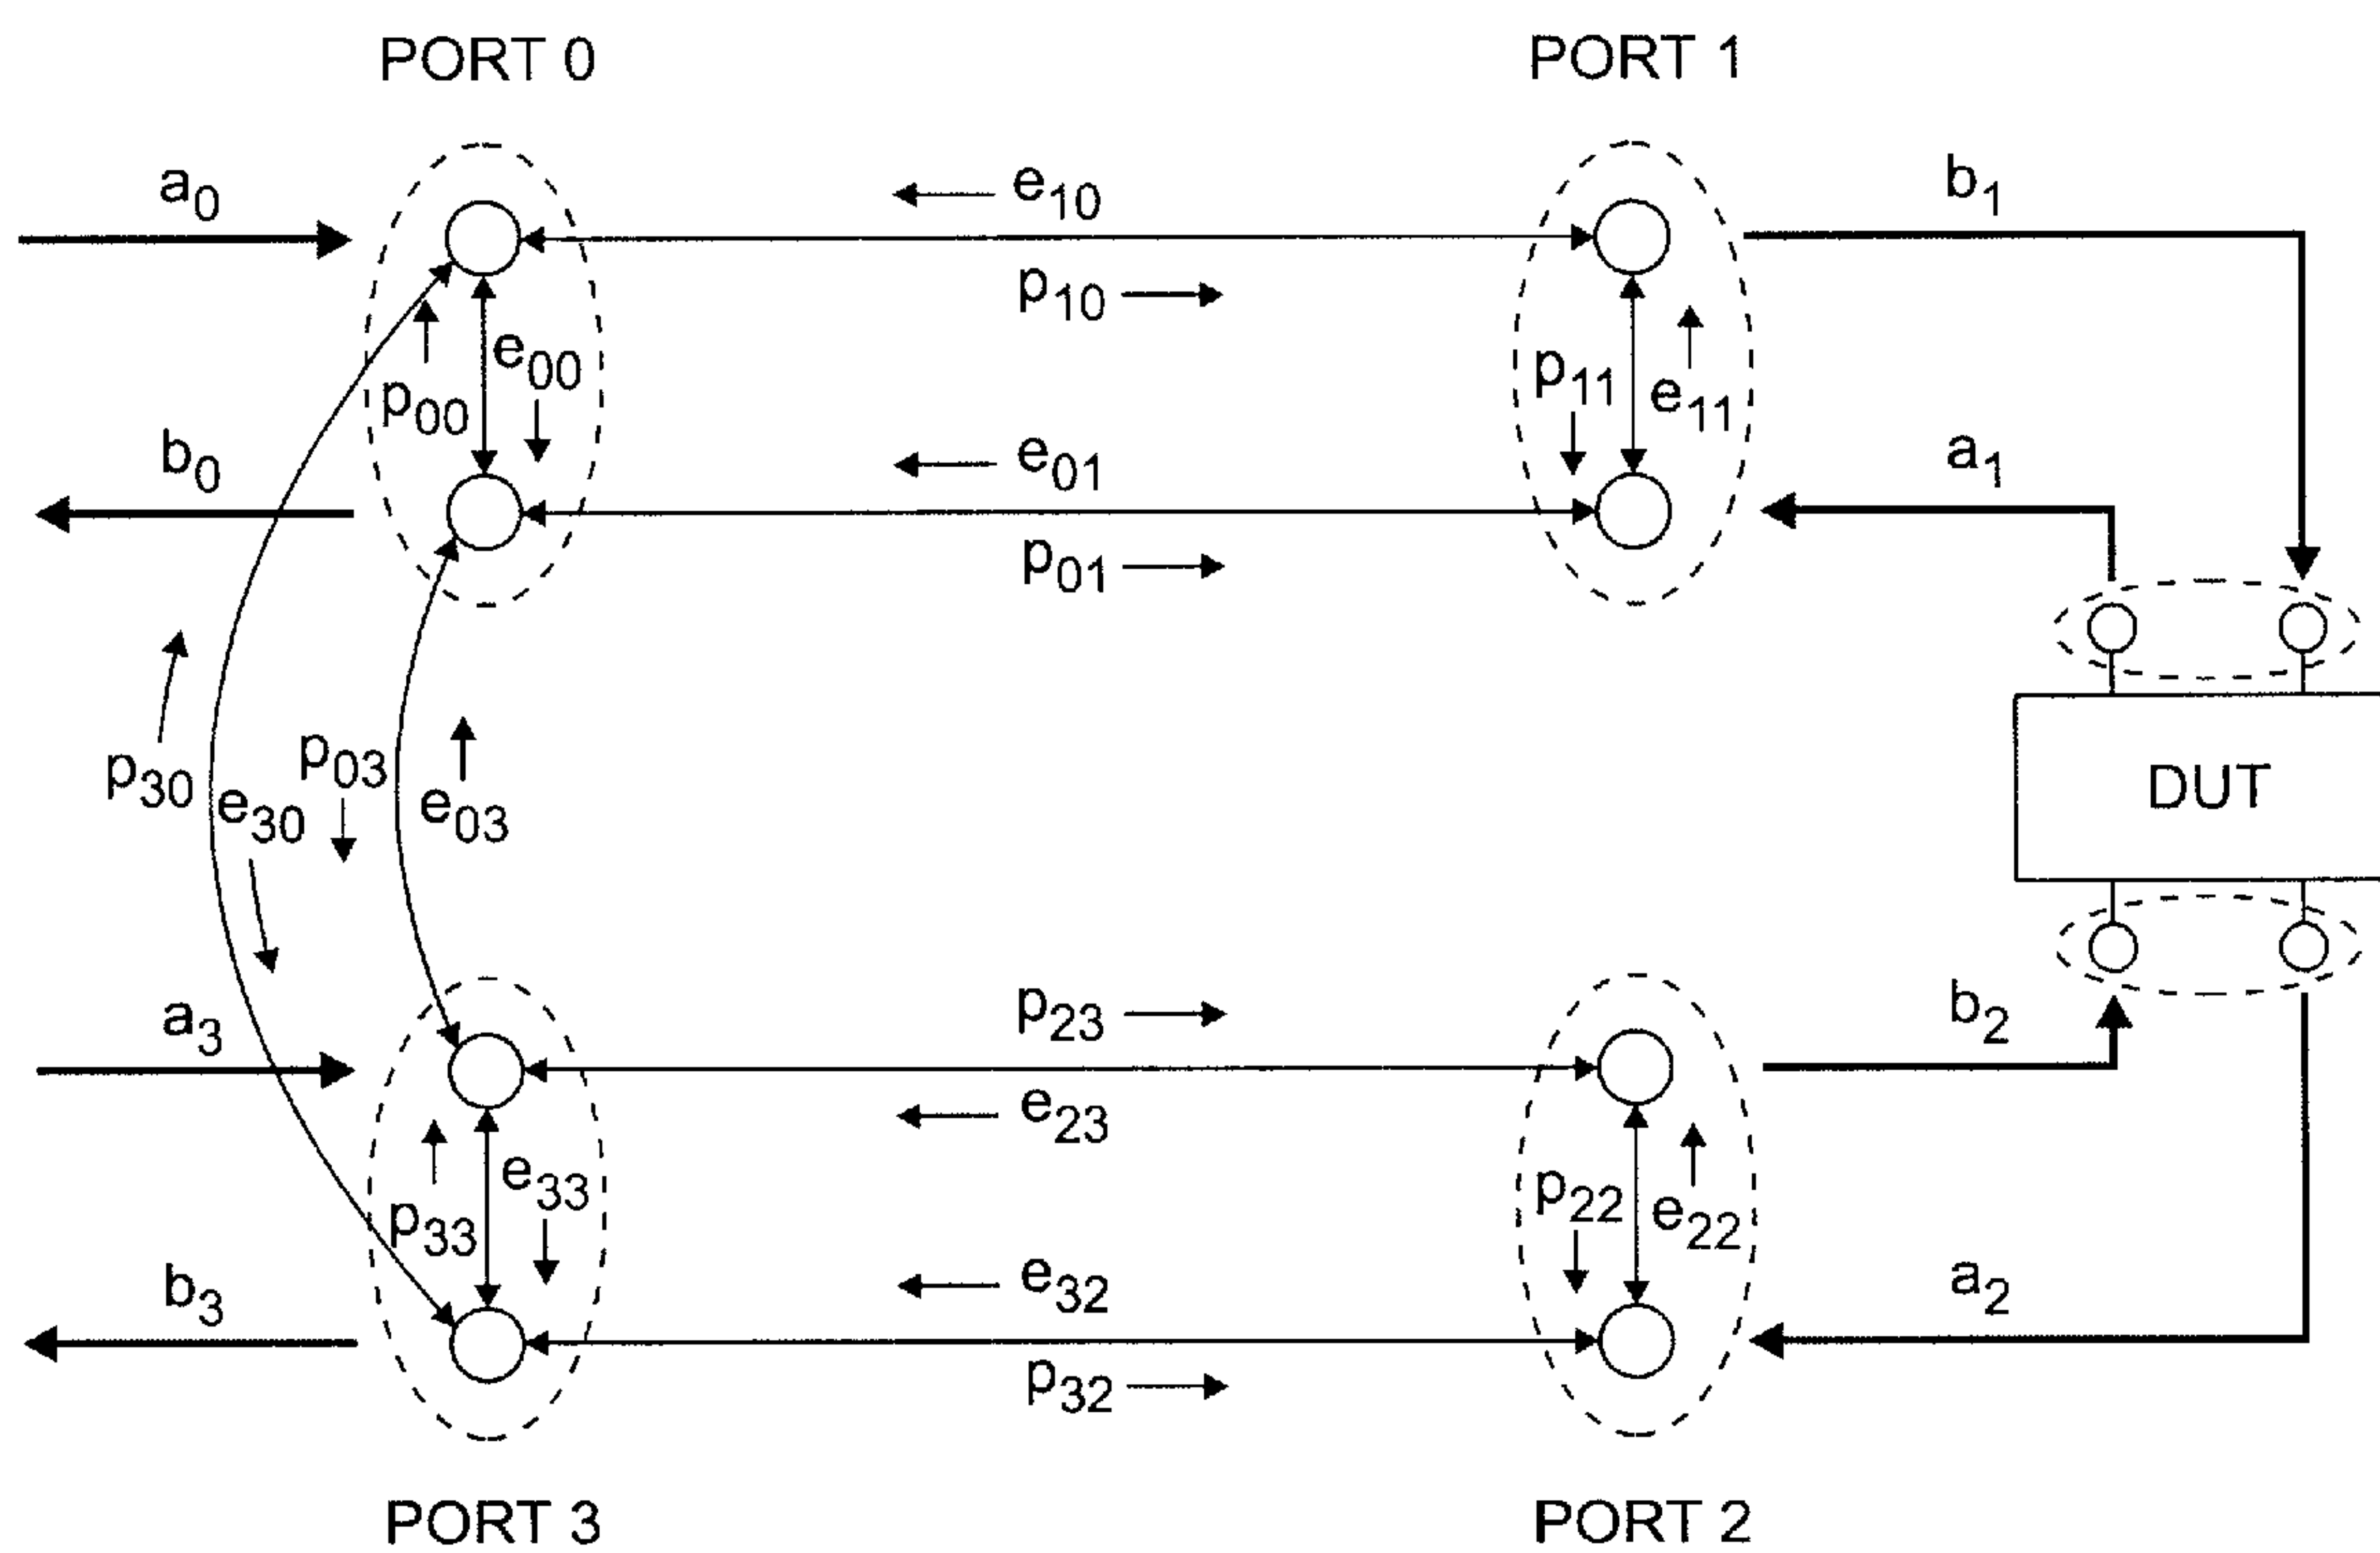 PORT 0 PORT 1
a0 e10 b1
p10
e00 p11 e11
p00
b0 e01 a1
p01
p30 e30 p03 e03 DUT
a3 p23 b2
e23
e33 p22 e22
p33
b3 e32 a2
p32
PORT 3 PORT 2